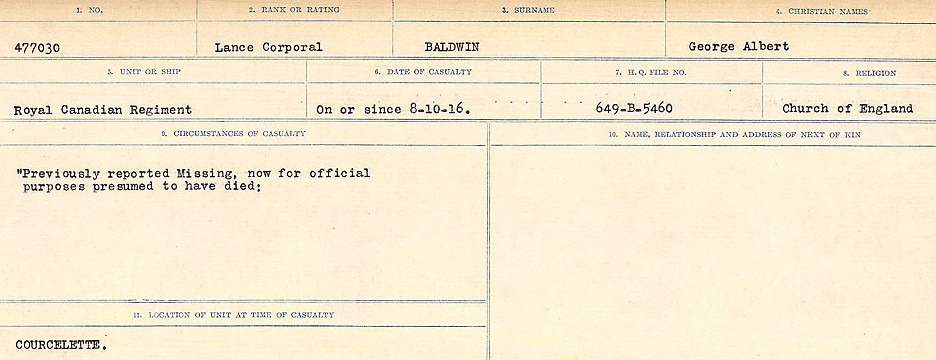 1. NO. 2. RANK OR RATING 3. SURNAME 4. CHRISTIAN NAMES
477030 Lance Corporal BALDWIN George Albert
5. UNIT OR SHIP 6. DATE OF CASUALTY 7. H. Q. FILE NO. 8. RELIGION
Royal Canadian Regiment On or since 8-10-16. 649-B-5460 Church of England
9. CIRCUMSTANCES OF CASUALTY 10. NAME, RELATIONSHIP AND ADDRESS OF NEXT OF KIN
"Previously reported Missing, now for official
purposes presumed to have died;
11. LOCATION OF UNIT AT TIME OF CASUALTY
COURCELETTE.